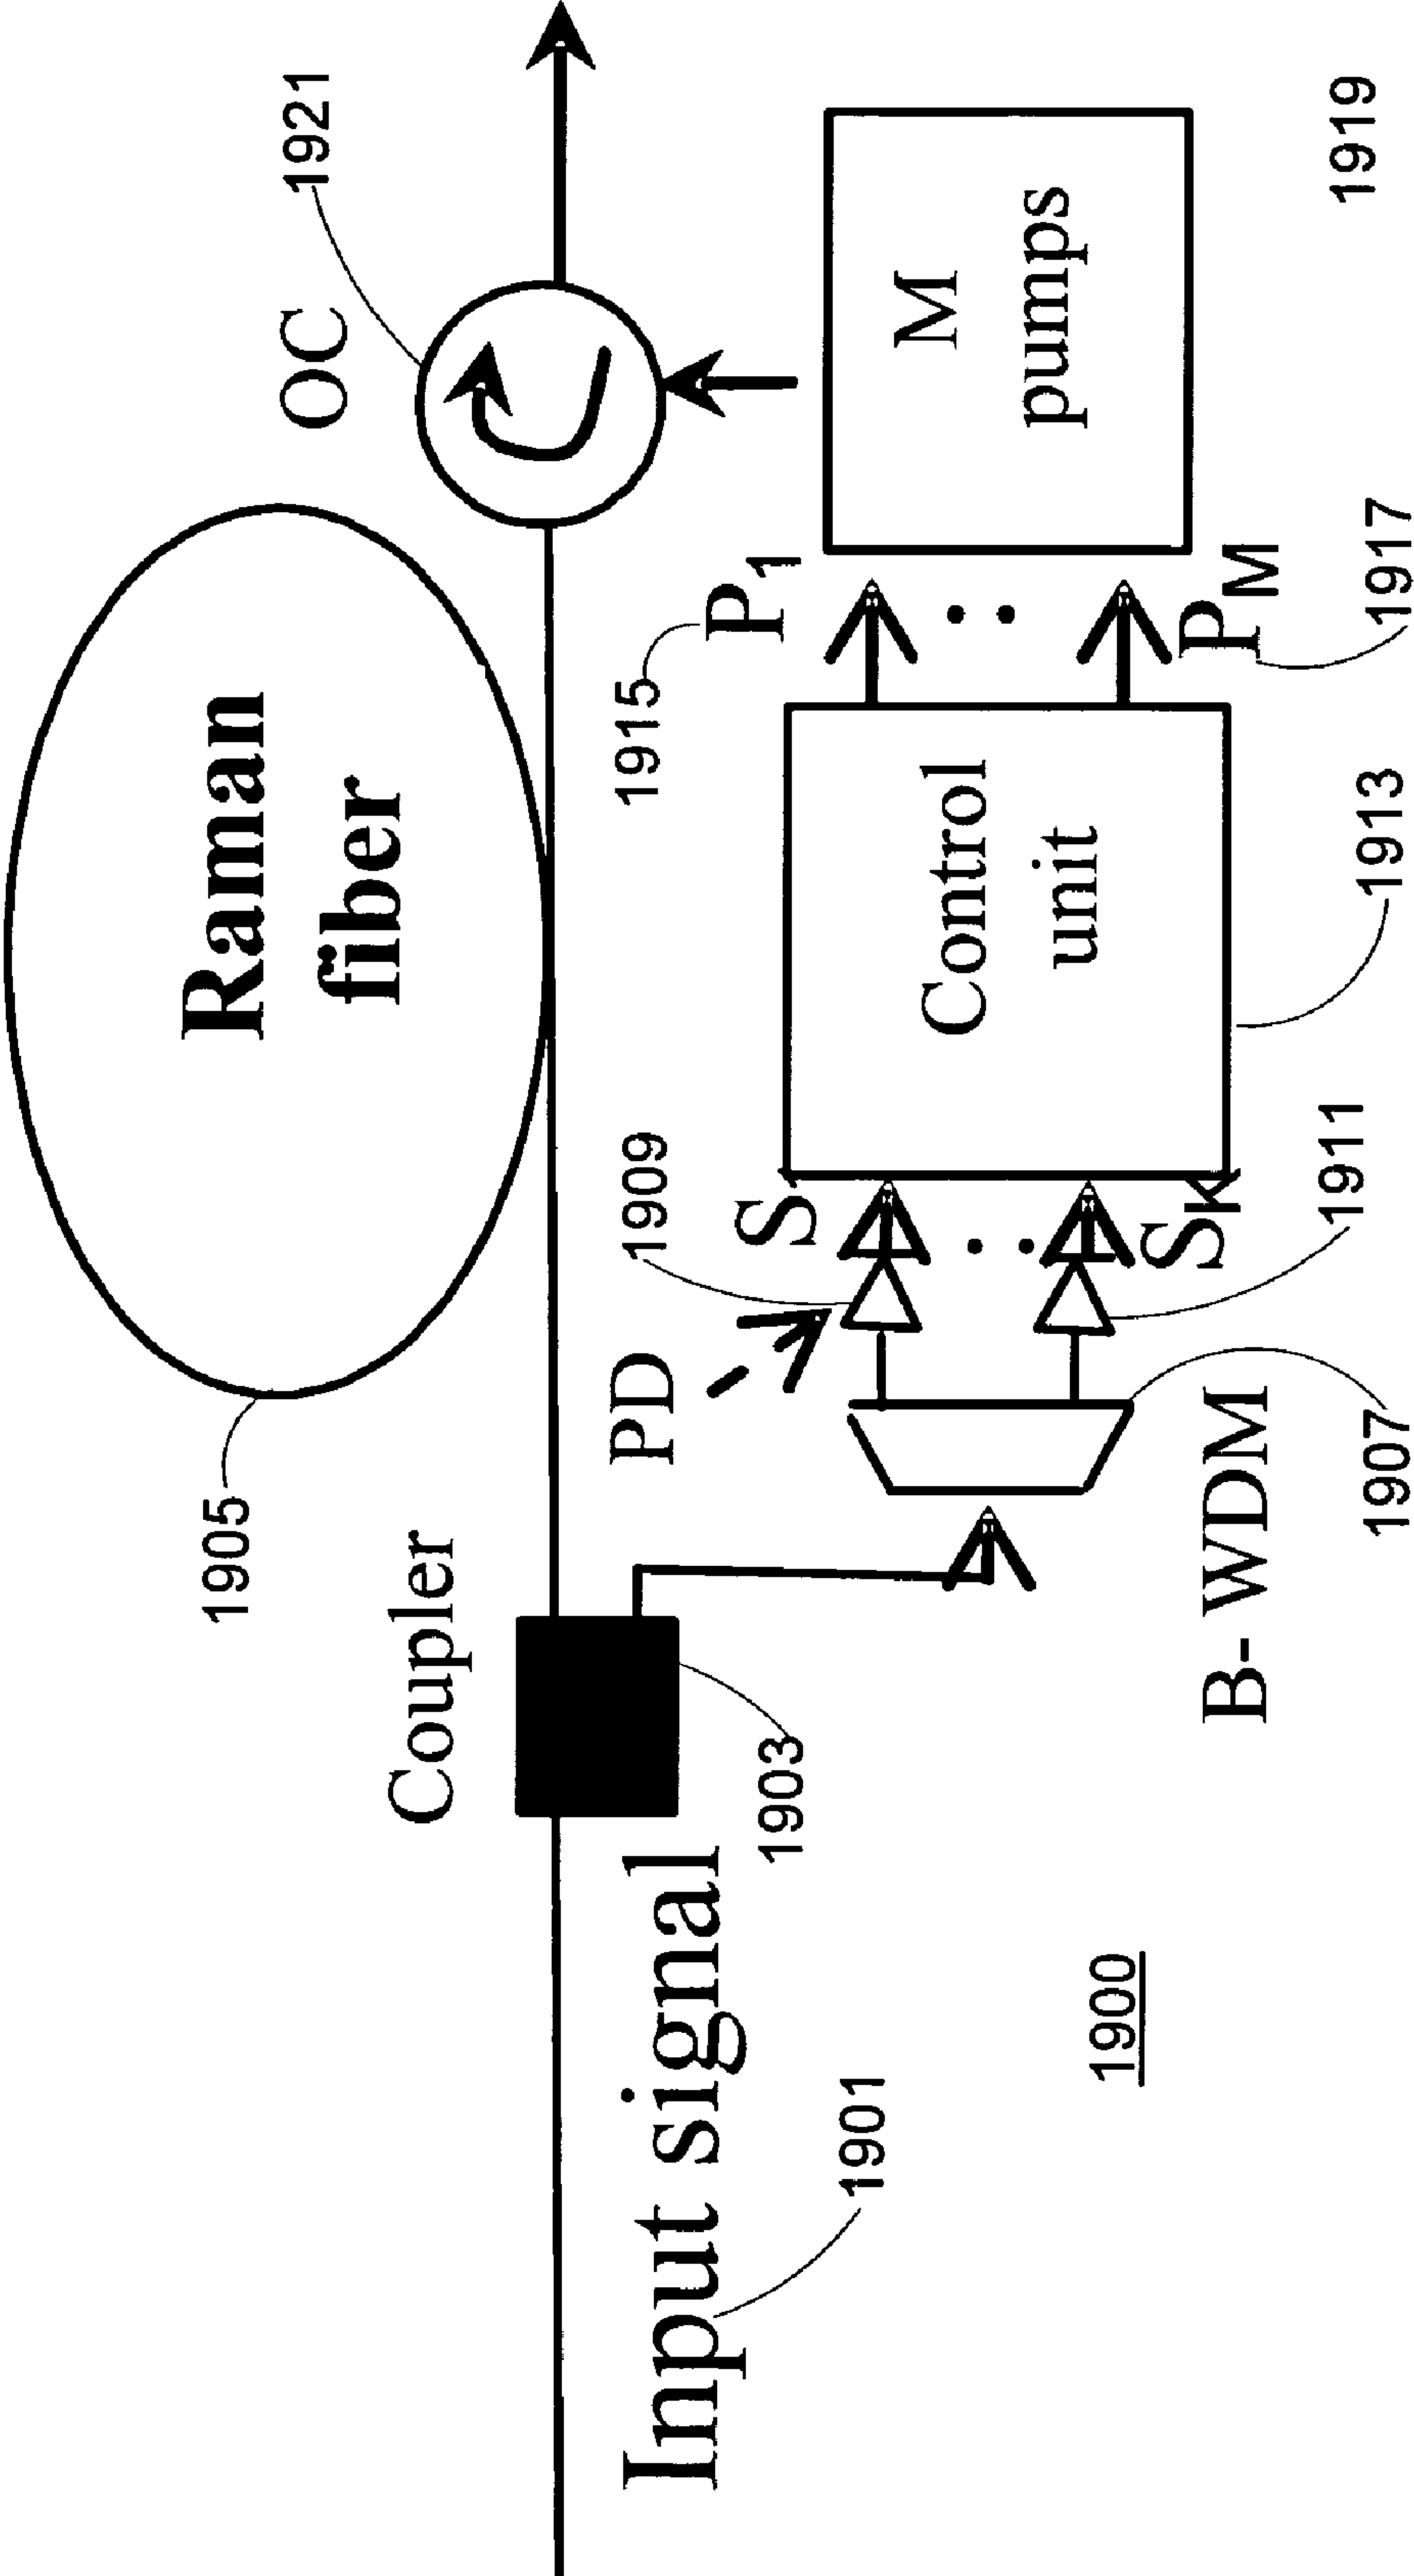 Raman
fiber
1905
Coupler
OC
1921
Input signal
1901
1903
PD
1909
S
S
K
1911
B- WDM
1907
Control
unit
1913
1915
P1
PM
1917
M
pumps
1919
1900